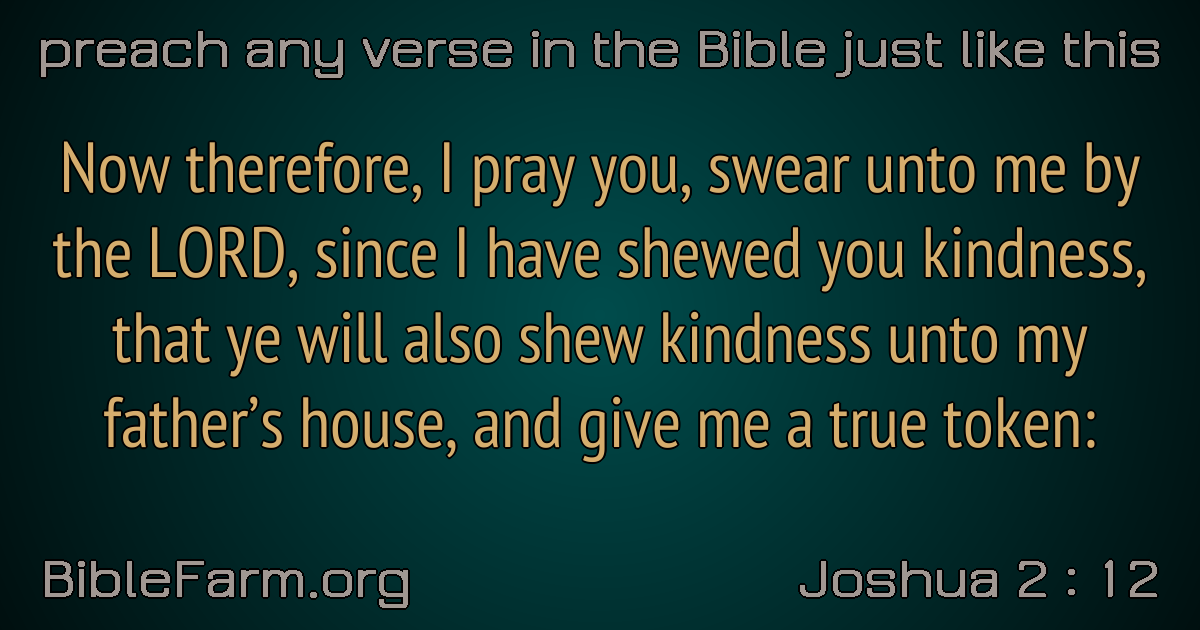 preach any verse in the Bible just like this
Now therefore, I pray you, swear unto me by
the LORD, since I have shewed you kindness,
that ye will also shew kindness unto my
father’s house, and give me a true token:
BibleFarm.org
Joshua 2 : 12